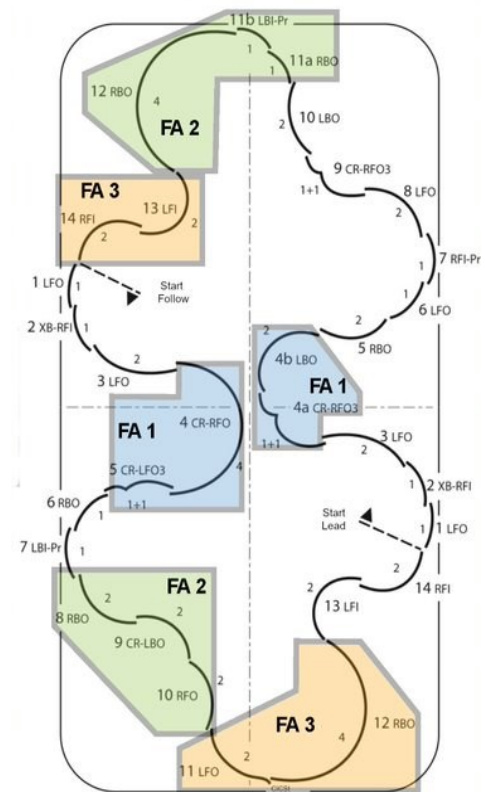 11b LBI-Pr
1
11a RBO
1
12 RBO
4
FA 2
10 LBO
2
9 CR-RFO3
1+1
8 LFO
2
FA 3
13 LFI
14 RFI
2
2
7 RFI-Pr
1
1 LFO
1
Start
Follow
6 LFO
1
2 XB-RFI
1
5 RBO
2
2
4b LBO
3 LFO
2
FA 1
4a CR-RFO3
1+1
4 CR-RFO
4
FA 1
3 LFO
2
5 CR-LFO3
1+1
2 XB-RFI
1
6 RBO
1
Start
Lead
1 LFO
1
7 LBI-Pr
1
14 RFI
2
13 LFI
2
FA 2
8 RBO
2
2
9 CR-LBO
10 RFO
2
FA 3
12 RBO
4
11 LFO
2